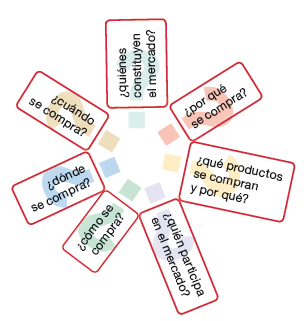 ¿quiénes
constituyen
el mercado?
¿por qué
se compra?
¿qué productos
se compran
y por qué?
¿quién participa
en el mercado?
¿cómo se
compra?
¿dónde
se compra?
¿cuándo
se compra?